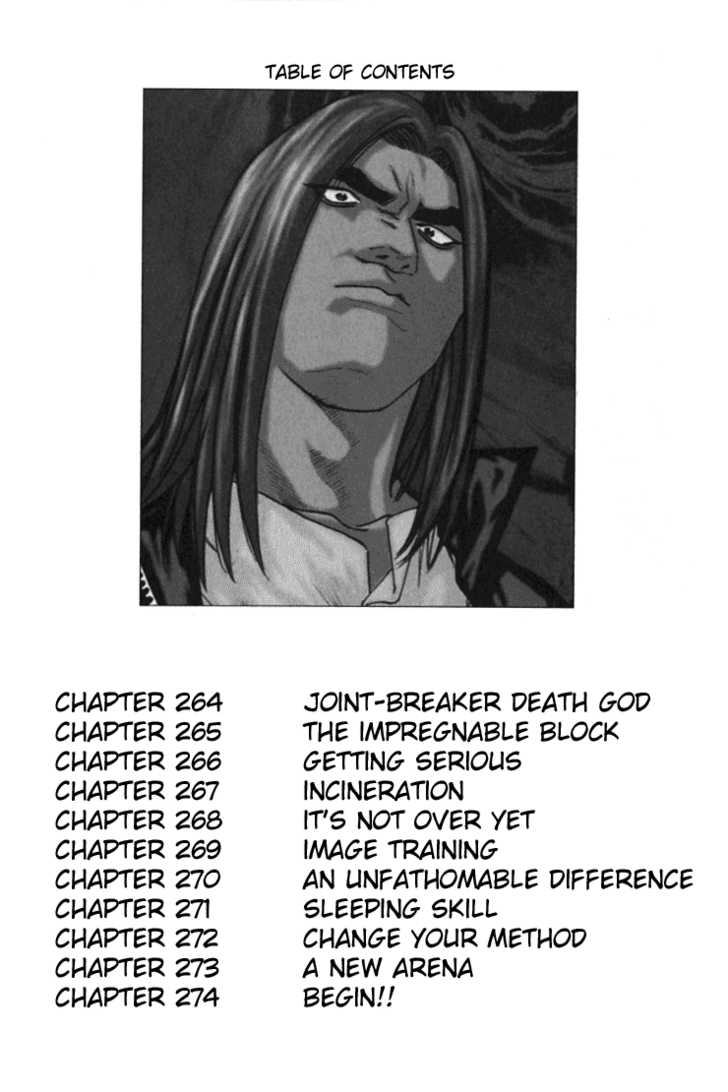 TABLE OF CONTENTS
CHAPTER 264 JOINT-BREAKER DEATH GOD
CHAPTER 265 THE IMPREGNABLE BLOCK
CHAPTER 266 GETTING SERIOUS
CHAPTER 267 INCINERATION
CHAPTER 268 IT'S NOT OVER YET
CHAPTER 269 IMAGE TRAINING
CHAPTER 270 AN UNFATHOMABLE DIFFERENCE
CHAPTER 271 SLEEPING SKILL
CHAPTER 272 CHANGE YOUR METHOD
CHAPTER 273 A NEW ARENA
CHAPTER 274 BEGIN!!